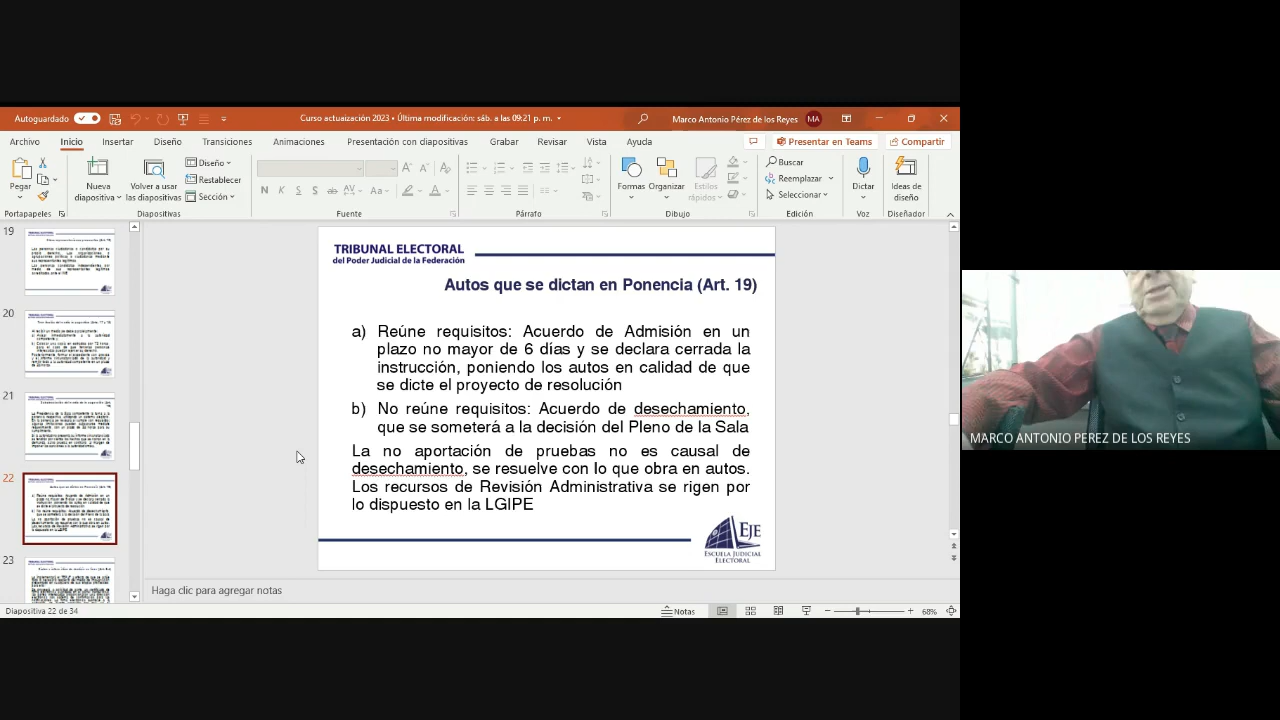 Autoguardado
Curso actuaización 2023 • Última modificación: sáb. a las 09:21 p. m.
Marco Antonio Pérez de los Reyes
MA
Archivo Inicio Insertar Diseño Transiciones Animaciones Presentación con diapositivas Grabar Revisar Vista Ayuda
Presentar en Teams
Compartir
Pegar
Nueva diapositiva
Volver a usar las diapositivas
Diseño
Restablecer
Sección
N K S S ab AV Aa A
Formas
Organizar
Estilos rápidos
Buscar
Reemplazar
Seleccionar
Dictar
Ideas de diseño
Portapapeles Diapositivas Fuente Párrafo Dibujo Edición Voz Diseñador
19
20
21
22
23
TRIBUNAL ELECTORAL
del Poder Judicial de la Federación
Autos que se dictan en Ponencia (Art. 19)
a) Reúne requisitos: Acuerdo de Admisión en un
plazo no mayor de 6 días y se declara cerrada la
instrucción, poniendo los autos en calidad de que
se dicte el proyecto de resolución
b) No reúne requisitos: Acuerdo de desechamiento,
que se someterá a la decisión del Pleno de la Sala
La no aportación de pruebas no es causal de
desechamiento, se resuelve con lo que obra en autos.
Los recursos de Revisión Administrativa se rigen por
lo dispuesto en la LGIPE
EJE
ESCUELA JUDICIAL
ELECTORAL
Haga clic para agregar notas
Diapositiva 22 de 34
Notas
68%
MARCO ANTONIO PEREZ DE LOS REYES